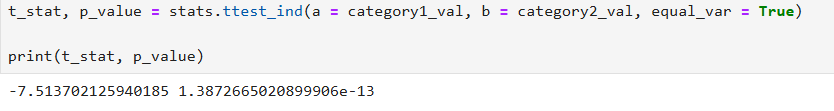 t_stat, p_value = stats.ttest_ind(a = category1_val, b = category2_val, equal_var = True)
print(t_stat, p_value)
-7.513702125940185 1.3872665020899906e-13